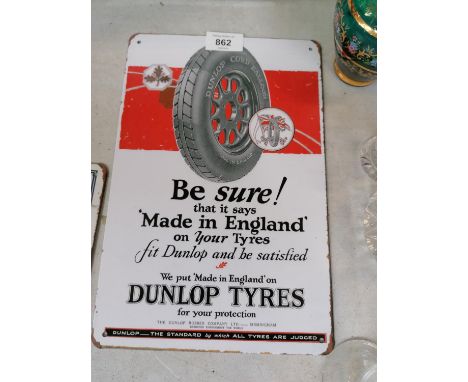 862
DUNLOP CORD
Be sure!
that it says
'Made in England'
on your Tyres
fit Dunlop and be satisfied
We put 'Made in England' on
DUNLOP TYRES
for your protection
THE DUNLOP RUBBER COMPANY LTD BIRMINGHAM
DUNLOP—THE STANDARD by which ALL TYRES ARE JUDGED